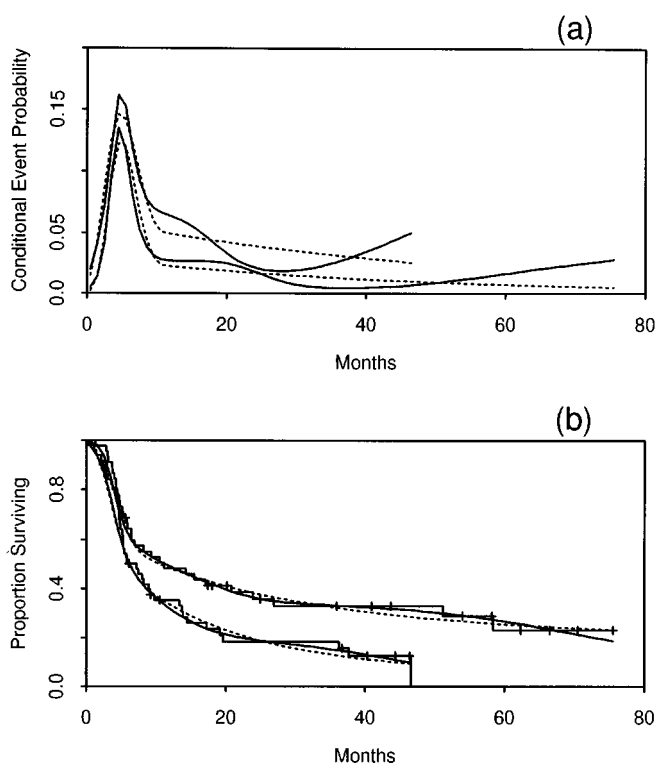 (a)
Conditional Event Probability
0.15
0.05
0.0
0 20 40 60 80
Months
(b)
Proportion Surviving
0.8
0.4
0.0
0 20 40 60 80
Months